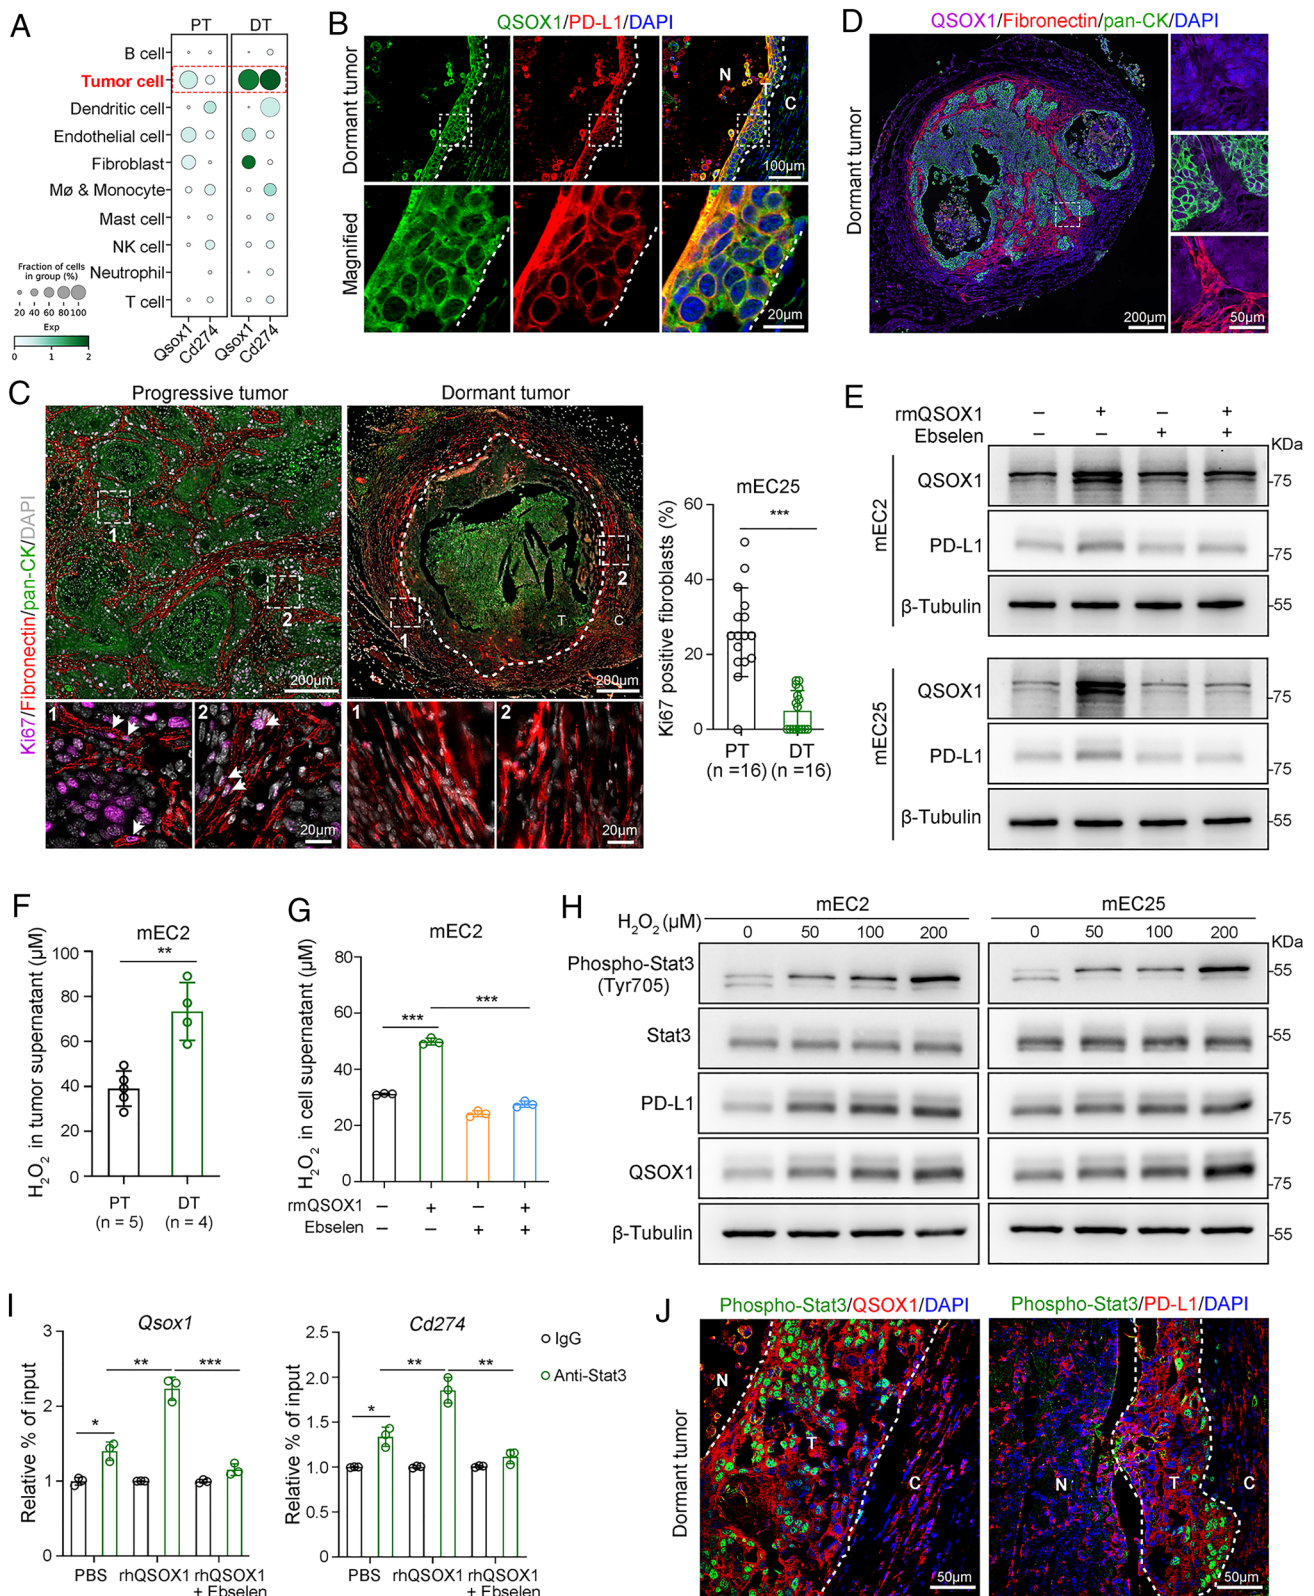 A
PT DT
B cell
Tumor cell
Dendritic cell
Endothelial cell
Fibroblast
Mø & Monocyte
Mast cell
NK cell
Neutrophil
T cell
Fraction of cells
in group (%)
20 40 60 80 100
Exp
0 1 2
Qsox1 Cd274 Qsox1 Cd274
B
QSOX1/PD-L1/DAPI
Dormant tumor
N T C
100µm
Magnified
20µm
D
QSOX1/Fibronectin/pan-CK/DAPI
Dormant tumor
200µm
50µm
C
Progressive tumor
Dormant tumor
Ki67/Fibronectin/pan-CK/DAPI
1
2
200µm
1
2
T C
200µm
1
2
20µm
1
2
20µm
mEC25
Ki67 positive fibroblasts (%)
60
40
20
0
***
PT DT
(n =16) (n =16)
E
rmQSOX1 – + – +
Ebselen – – + +
KDa
mEC2
QSOX1 -75
PD-L1 -75
β-Tubulin -55
mEC25
QSOX1 -75
PD-L1 -75
β-Tubulin -55
F
mEC2
H2O2 in tumor supernatant (µM)
100
80
60
40
20
0
**
PT DT
(n = 5) (n = 4)
G
mEC2
H2O2 in cell supernatant (µM)
80
60
40
20
0
***
***
rmQSOX1 – + – +
Ebselen – – + +
H
mEC2 mEC25
H2O2 (µM) 0 50 100 200 0 50 100 200
KDa
Phospho-Stat3
(Tyr705)
-55
Stat3 -55
PD-L1 -75
QSOX1 -75
β-Tubulin -55
I
Qsox1
Relative % of input
3
2
1
0
*
**
***
PBS rhQSOX1 rhQSOX1
+ Ebselen
Cd274
Relative % of input
2.5
2.0
1.5
1.0
0.5
0
*
**
**
PBS rhQSOX1 rhQSOX1
+ Ebselen
IgG
Anti-Stat3
J
Phospho-Stat3/QSOX1/DAPI
Phospho-Stat3/PD-L1/DAPI
Dormant tumor
N T C
50µm
N T C
50µm